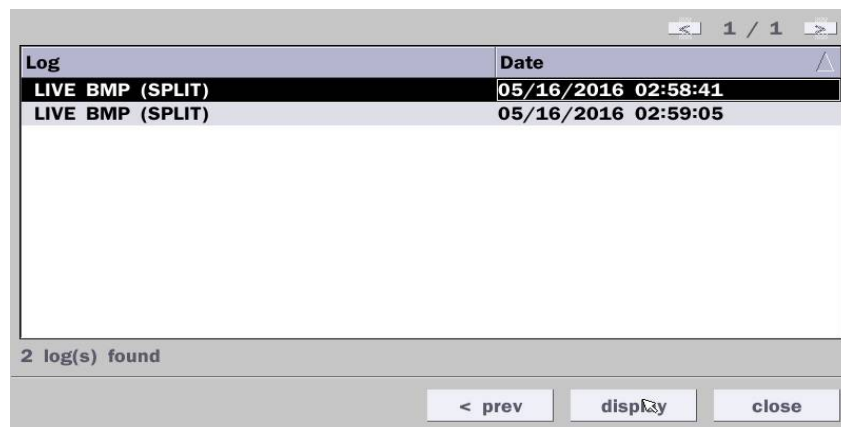 < 1 / 1 >
Log Date
LIVE BMP (SPLIT) 05/16/2016 02:58:41
LIVE BMP (SPLIT) 05/16/2016 02:59:05
2 log(s) found
< prev display close